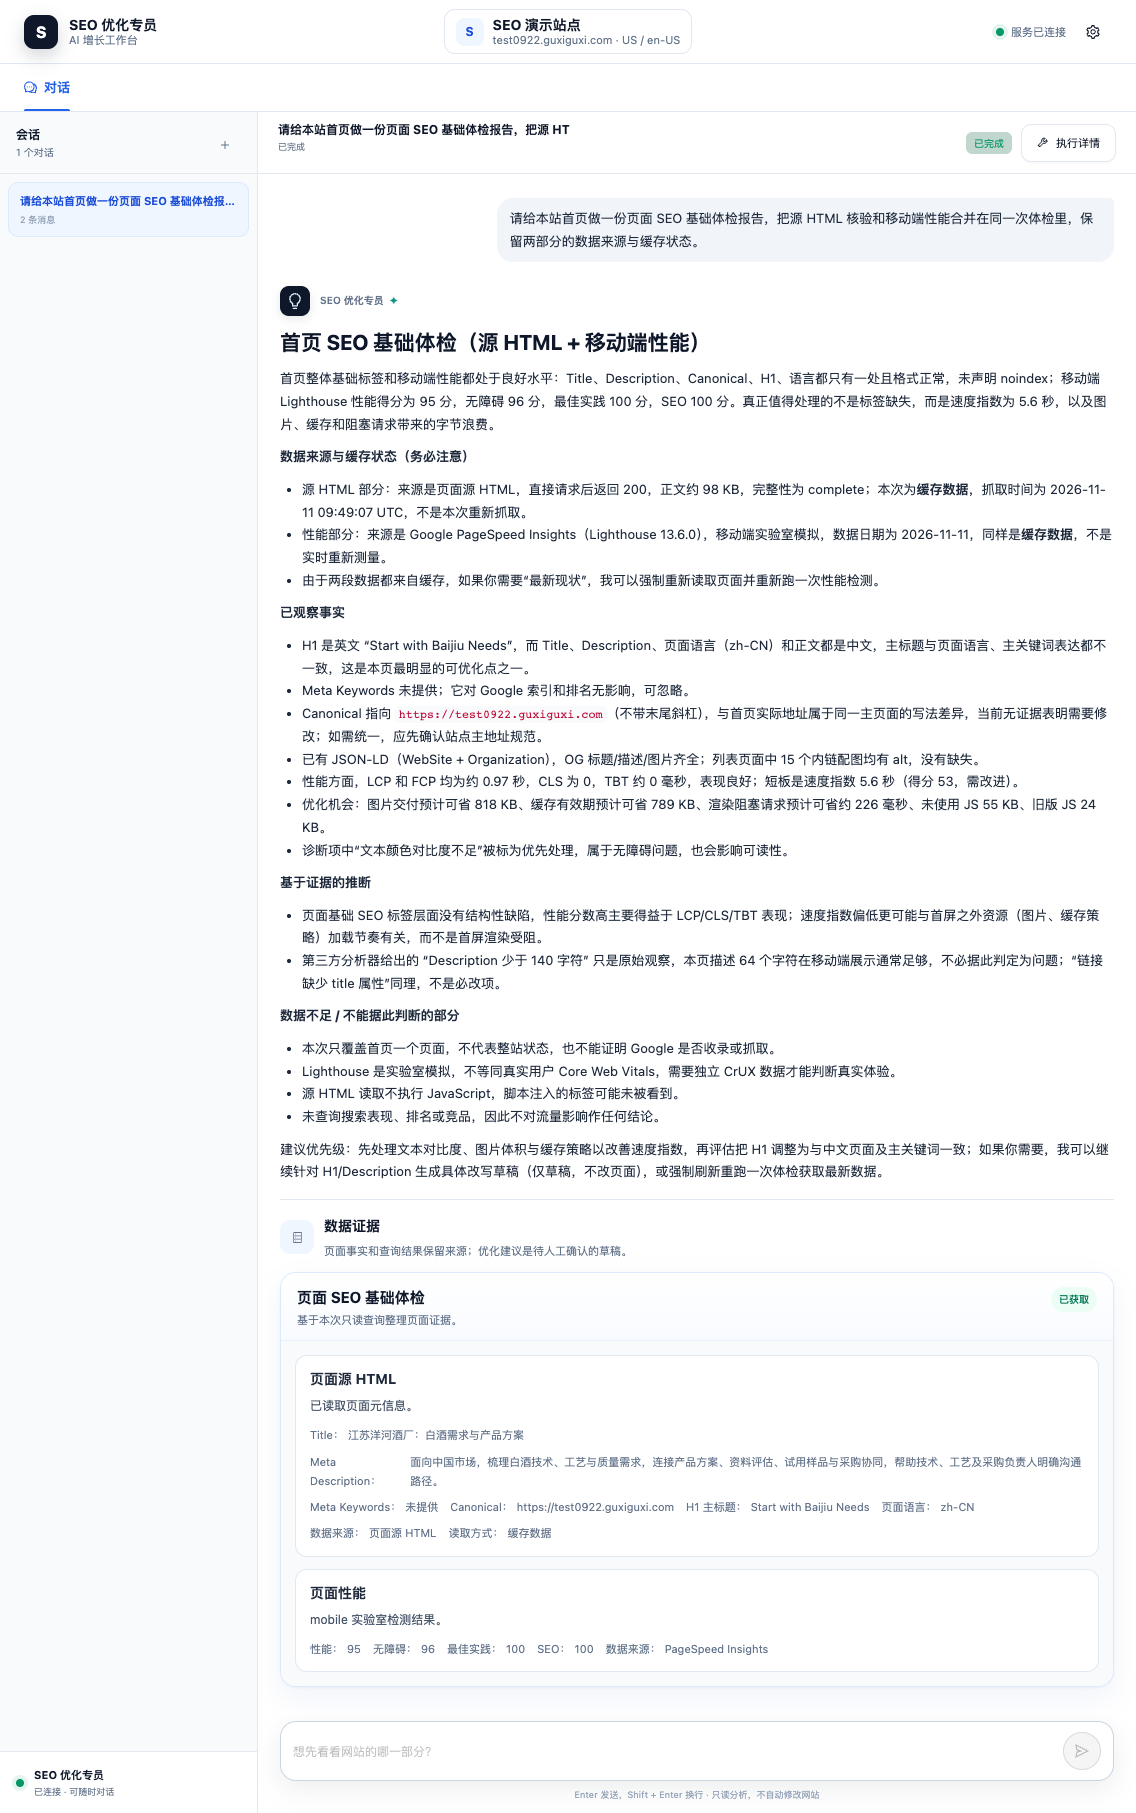 S
SEO 优化专员
AI 增长工作台
S
SEO 演示站点
test0922.guxiguxi.com · US / en-US
服务已连接
对话
会话
1 个对话
+
请给本站首页做一份页面 SEO 基础体检报...
2 条消息
请给本站首页做一份页面 SEO 基础体检报告，把源 HT
已完成
已完成
执行详情
请给本站首页做一份页面 SEO 基础体检报告，把源 HTML 核验和移动端性能合并在同一次体检里，保
留两部分的数据来源与缓存状态。
SEO 优化专员
首页 SEO 基础体检（源 HTML + 移动端性能）
首页整体基础标签和移动端性能都处于良好水平：Title、Description、Canonical、H1、语言都只有一处且格式正常，未声明 noindex；移动端
Lighthouse 性能得分为 95 分，无障碍 96 分，最佳实践 100 分，SEO 100 分。真正值得处理的不是标签缺失，而是速度指数为 5.6 秒，以及图
片、缓存和阻塞请求带来的字节浪费。
数据来源与缓存状态（务必注意）
• 源 HTML 部分：来源是页面源 HTML，直接请求后返回 200，正文约 98 KB，完整性为 complete；本次为缓存数据，抓取时间为 2026-11-
11 09:49:07 UTC，不是本次重新抓取。
• 性能部分：来源是 Google PageSpeed Insights（Lighthouse 13.6.0），移动端实验室模拟，数据日期为 2026-11-11，同样是缓存数据，不是
实时重新测量。
• 由于两段数据都来自缓存，如果你需要“最新现状”，我可以强制重新读取页面并重新跑一次性能检测。
已观察事实
• H1 是英文 “Start with Baijiu Needs”，而 Title、Description、页面语言（zh-CN）和正文都是中文，主标题与页面语言、主关键词表达都不
一致，这是本页最明显的可优化点之一。
• Meta Keywords 未提供；它对 Google 索引和排名无影响，可忽略。
• Canonical 指向 https://test0922.guxiguxi.com （不带末尾斜杠），与首页实际地址属于同一主页面的写法差异，当前无证据表明需要修
改；如需统一，应先确认站点主地址规范。
• 已有 JSON-LD（WebSite + Organization），OG 标题/描述/图片齐全；列表页面中 15 个内链配图均有 alt，没有缺失。
• 性能方面，LCP 和 FCP 均为约 0.97 秒，CLS 为 0，TBT 约 0 毫秒，表现良好；短板是速度指数 5.6 秒（得分 53，需改进）。
• 优化机会：图片交付预计可省 818 KB、缓存有效期预计可省 789 KB、渲染阻塞请求预计可省约 226 毫秒、未使用 JS 55 KB、旧版 JS 24
KB。
• 诊断项中“文本颜色对比度不足”被标为优先处理，属于无障碍问题，也会影响可读性。
基于证据的推断
• 页面基础 SEO 标签层面没有结构性缺陷，性能分数高主要得益于 LCP/CLS/TBT 表现；速度指数偏低更可能与首屏之外资源（图片、缓存策
略）加载节奏有关，而不是首屏渲染受阻。
• 第三方分析器给出的 “Description 少于 140 字符” 只是原始观察，本页描述 64 个字符在移动端展示通常足够，不必据此判定为问题；“链接
缺少 title 属性”同理，不是必改项。
数据不足 / 不能据此判断的部分
• 本次只覆盖首页一个页面，不代表整站状态，也不能证明 Google 是否收录或抓取。
• Lighthouse 是实验室模拟，不等同真实用户 Core Web Vitals，需要独立 CrUX 数据才能判断真实体验。
• 源 HTML 读取不执行 JavaScript，脚本注入的标签可能未被看到。
• 未查询搜索表现、排名或竞品，因此不对流量影响作任何结论。
建议优先级：先处理文本对比度、图片体积与缓存策略以改善速度指数，再评估把 H1 调整为与中文页面及主关键词一致；如果你需要，我可以继
续针对 H1/Description 生成具体改写草稿（仅草稿，不改页面），或强制刷新重跑一次体检获取最新数据。
数据证据
页面事实和查询结果保留来源；优化建议是待人工确认的草稿。
页面 SEO 基础体检
基于本次只读查询整理页面证据。
已获取
页面源 HTML
已读取页面元信息。
Title： 江苏洋河酒厂：白酒需求与产品方案
Meta Description： 面向中国市场，梳理白酒技术、工艺与质量需求，连接产品方案、资料评估、试用样品与采购协同，帮助技术、工艺及采购负责人明确沟通
路径。
Meta Keywords： 未提供 Canonical： https://test0922.guxiguxi.com H1 主标题： Start with Baijiu Needs 页面语言： zh-CN
数据来源： 页面源 HTML 读取方式： 缓存数据
页面性能
mobile 实验室检测结果。
性能： 95 无障碍： 96 最佳实践： 100 SEO： 100 数据来源： PageSpeed Insights
想先看看网站的哪一部分?
Enter 发送，Shift + Enter 换行 · 只读分析，不自动修改网站
SEO 优化专员
已连接 · 可随时对话